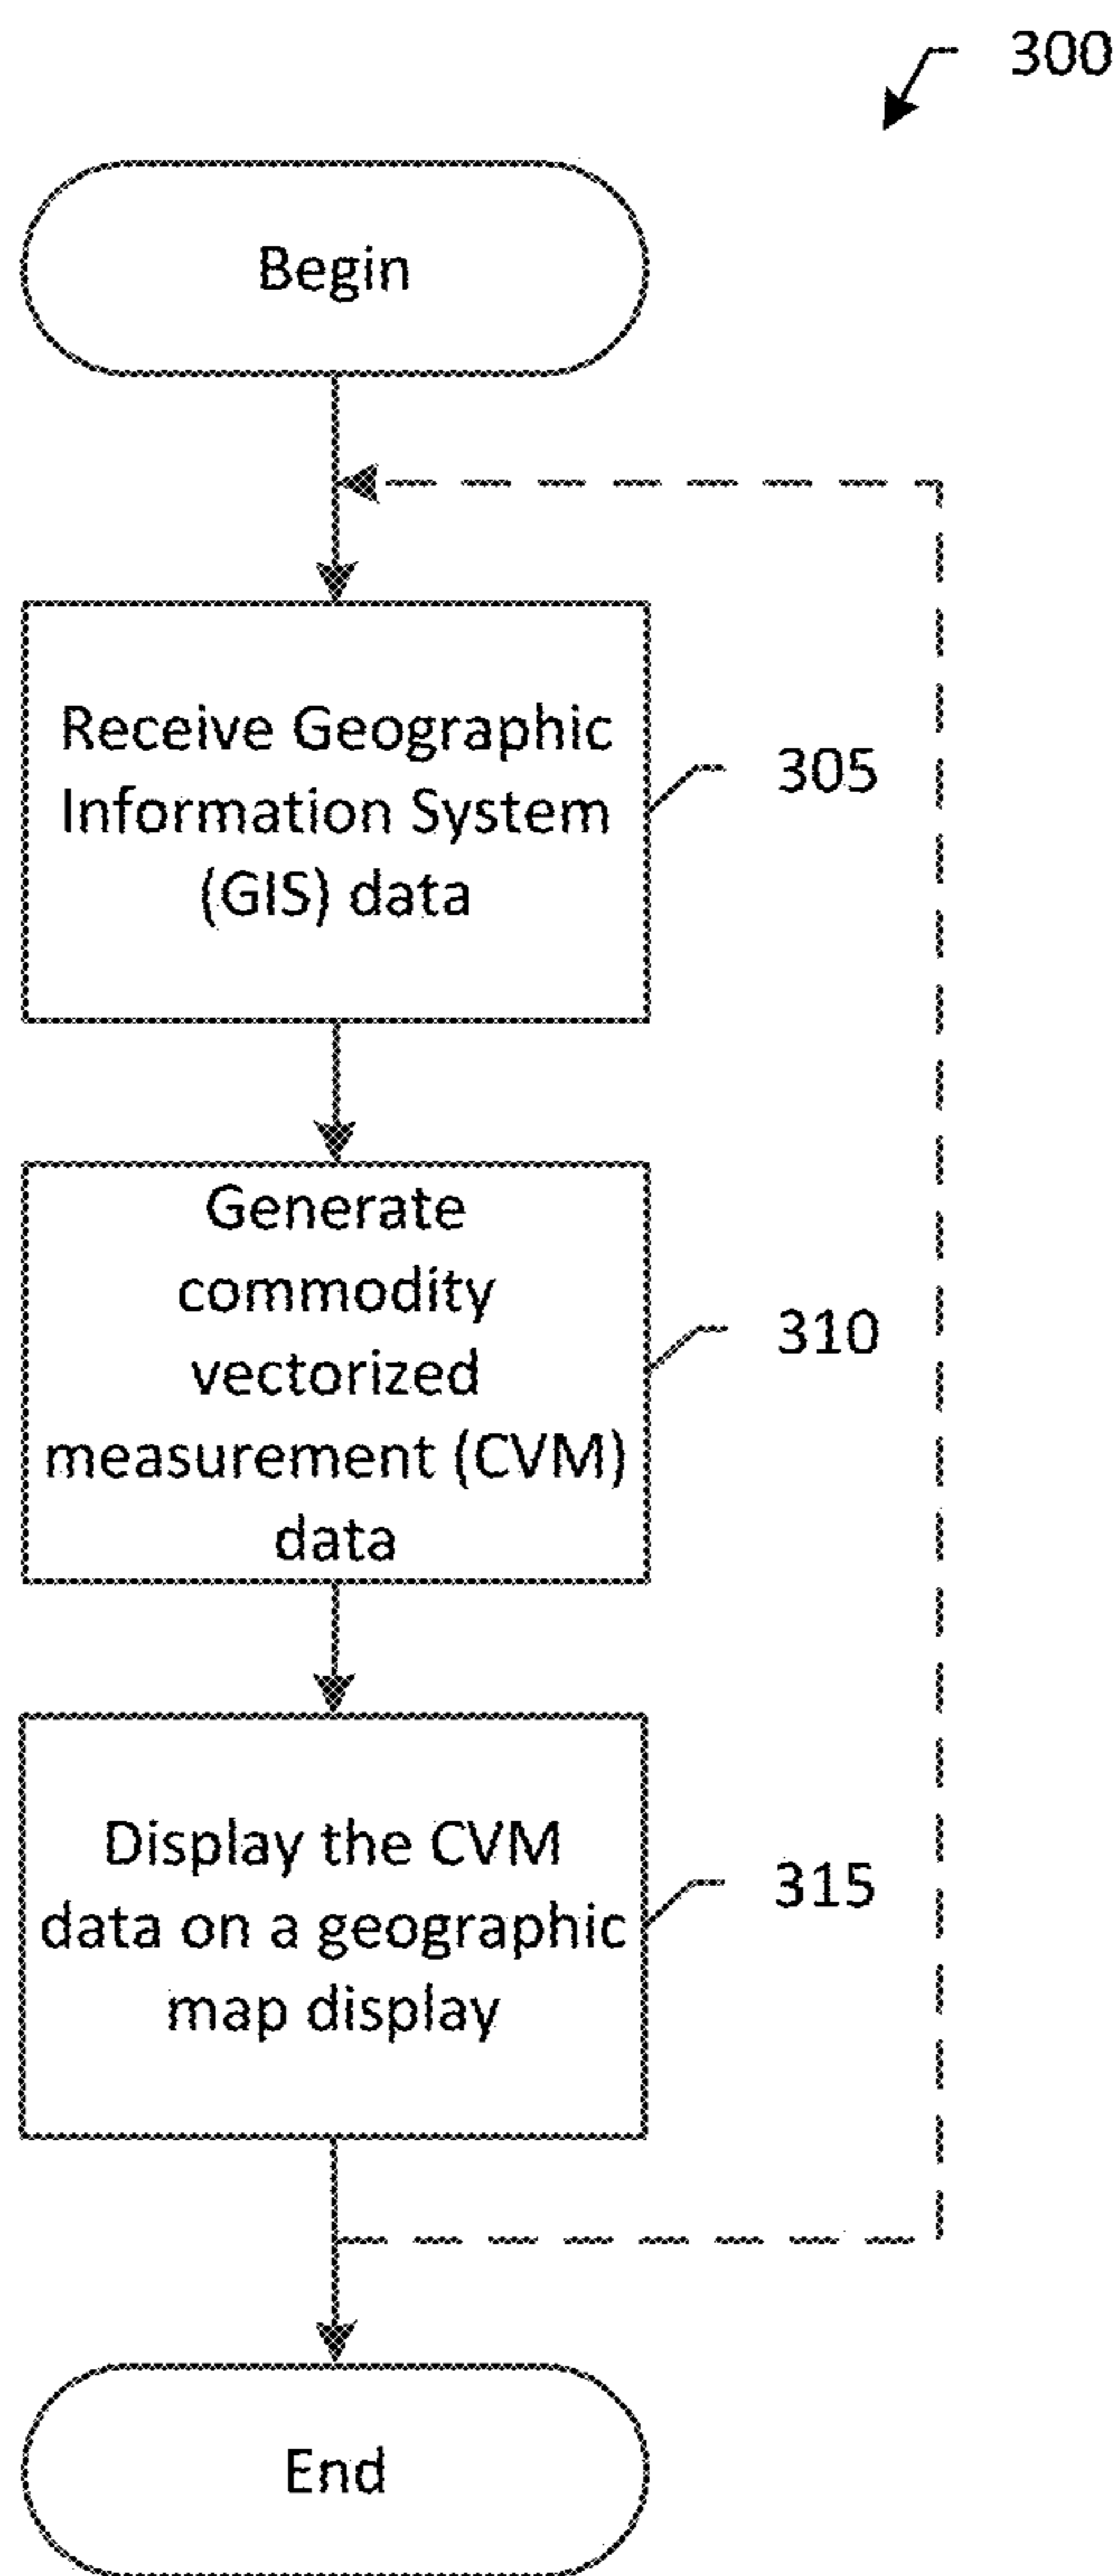 300
Begin
Receive Geographic
Information System
(GIS) data
305
Generate
commodity
vectorized
measurement (CVM)
data
310
Display the CVM
data on a geographic
map display
315
End